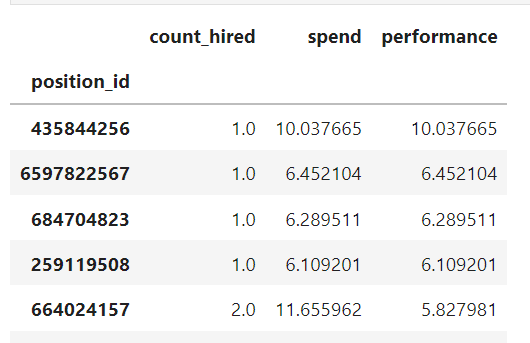 count_hired spend performance
position_id
435844256 1.0 10.037665 10.037665
6597822567 1.0 6.452104 6.452104
684704823 1.0 6.289511 6.289511
259119508 1.0 6.109201 6.109201
664024157 2.0 11.655962 5.827981